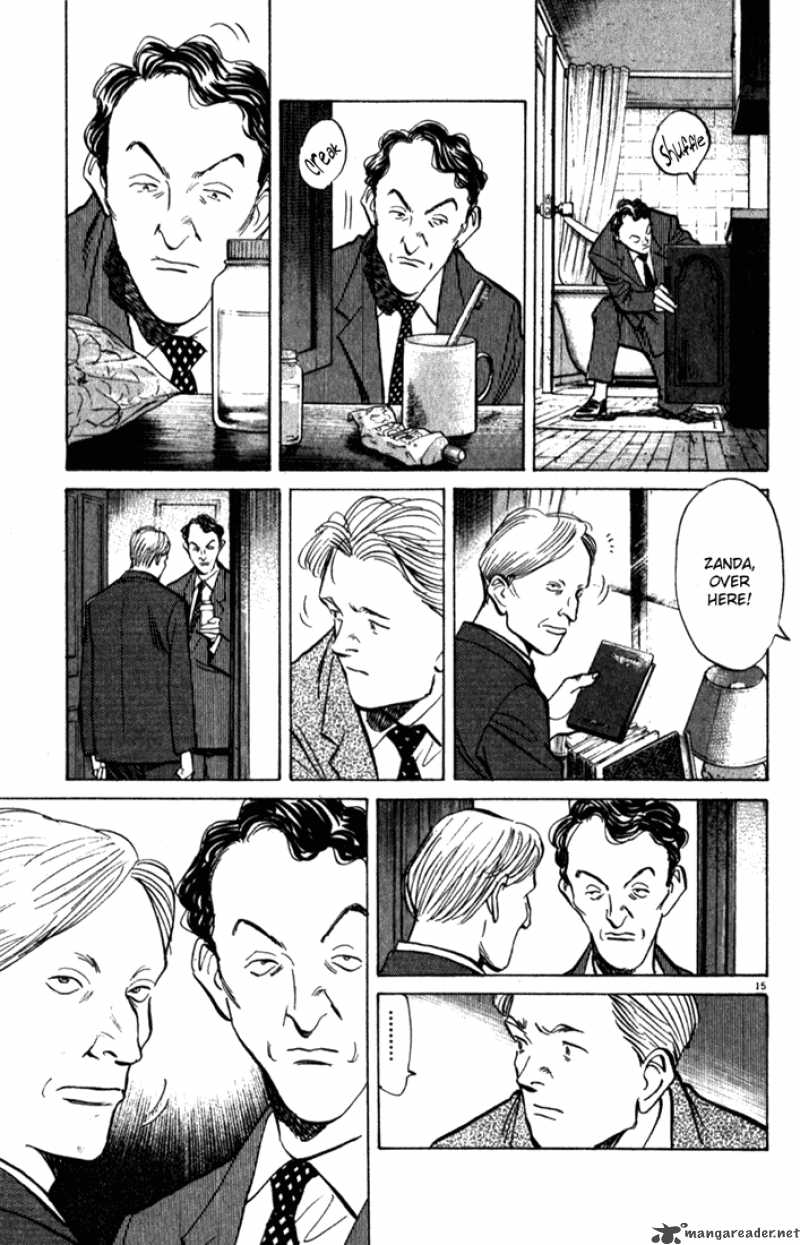 Shuffle
creak
ZANDA,
OVER
HERE!
15
.........
mangareader.net